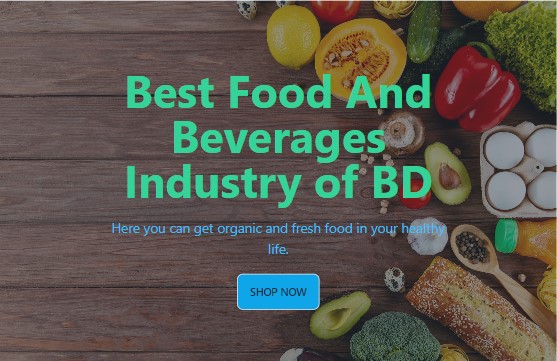 Best Food And
Beverages
Industry of BD
Here you can get organic and fresh food in your healthy
life.
SHOP NOW